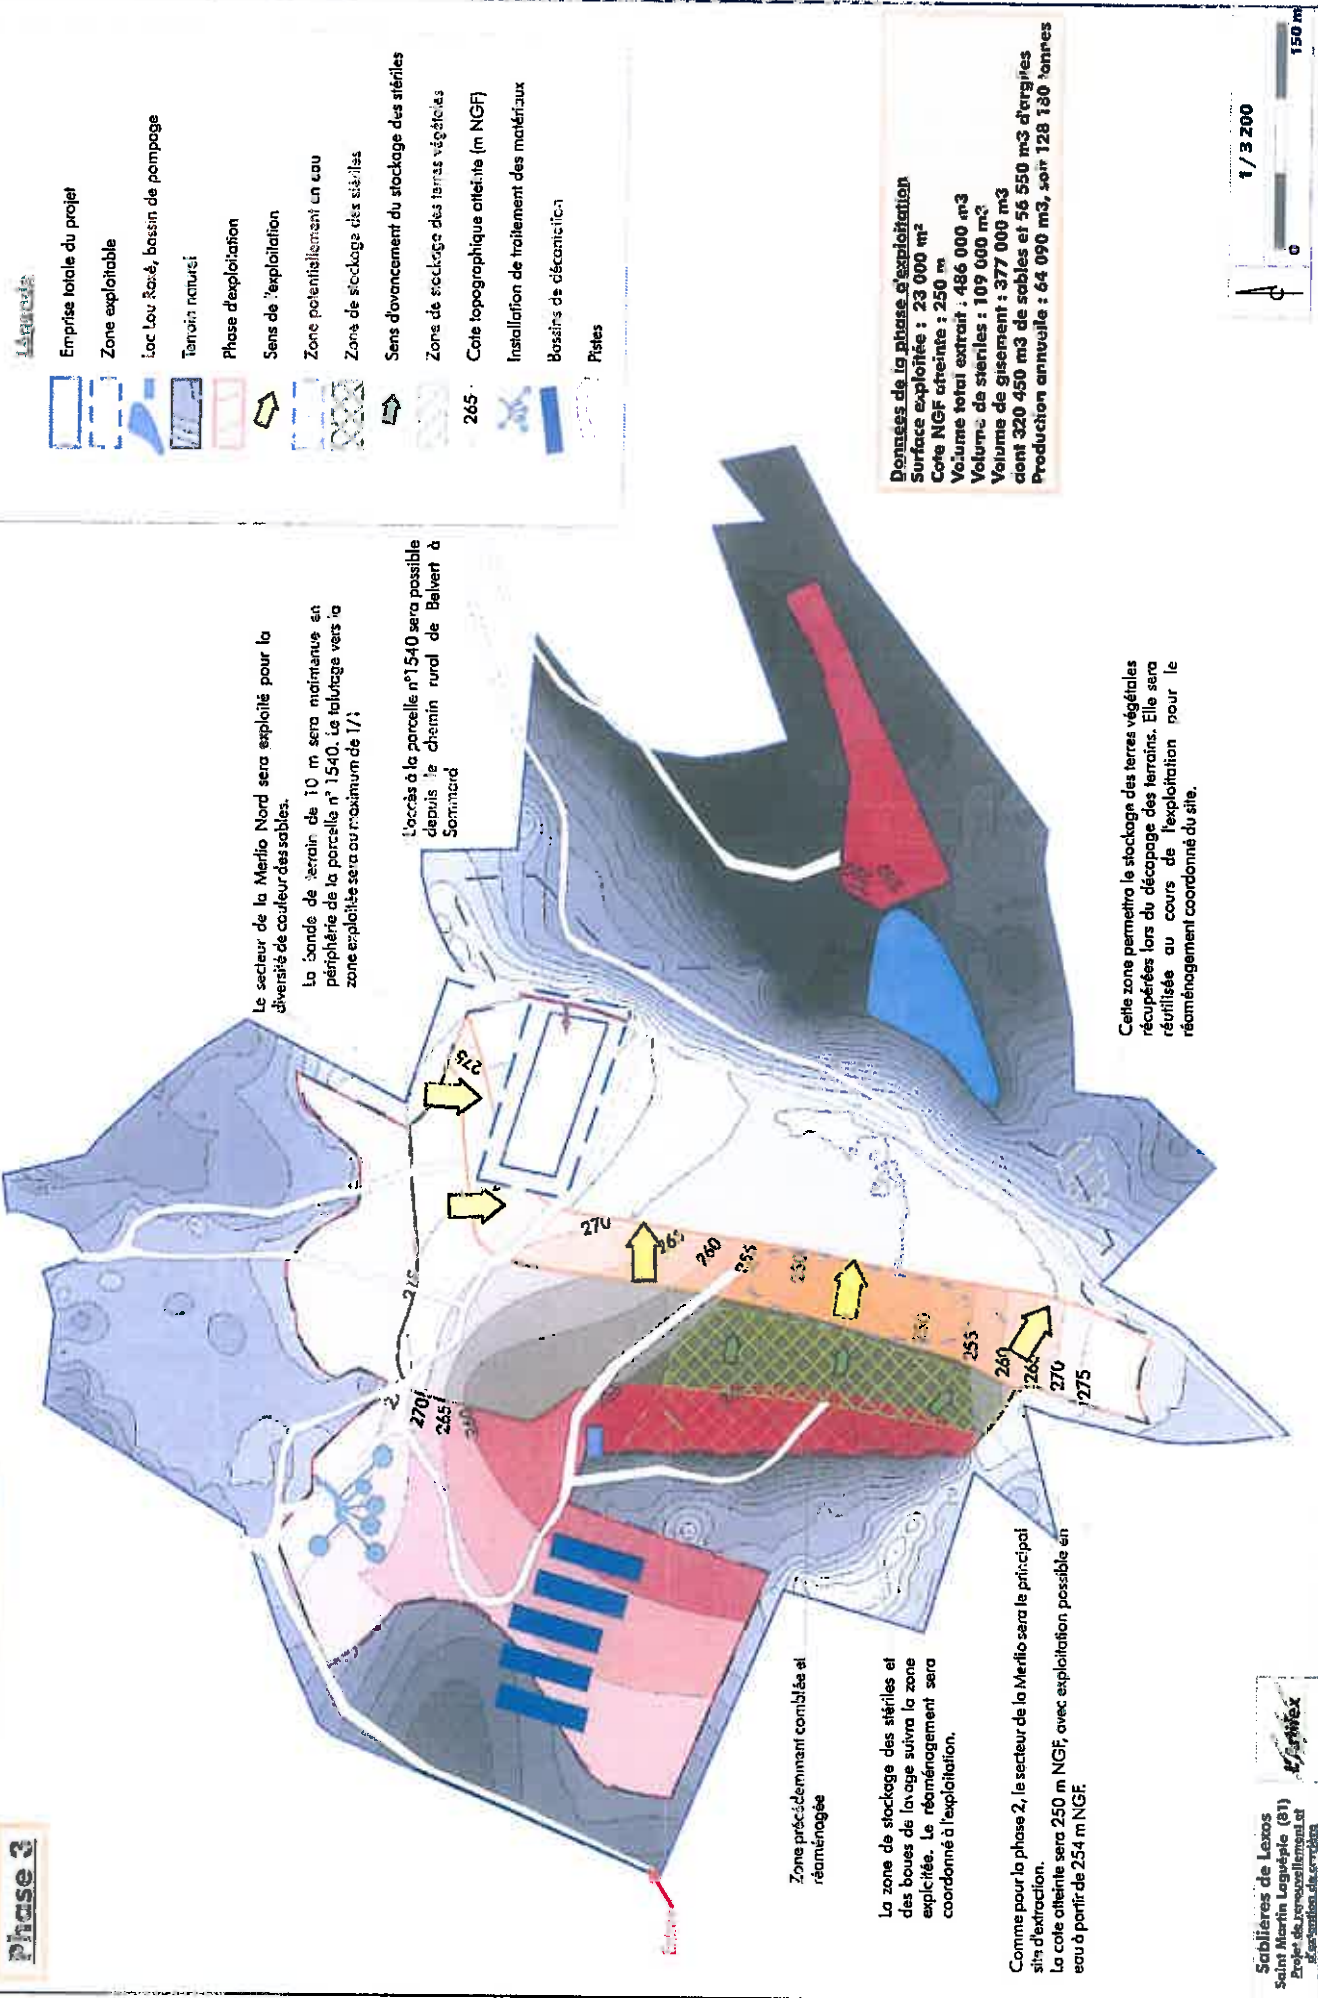 Phase 3
Légende
Emprise totale du projet
Zone exploitable
Lac Lou Raxé, bassin de pompage
Terrain naturel
Phase d'exploitation
Sens de l'exploitation
Zone potentiellement en eau
Zone de stockage des stériles
Sens d'avancement du stockage des stériles
Zone de stockage des terres végétales
265 Cote topographique atteinte (m NGF)
Installation de traitement des matériaux
Bassins de décantation
Pistes
Le secteur de la Merlio Nord sera exploité pour la
diversité de couleur des sables.
La bande de terrain de 10 m sera maintenue en
périphérie de la parcelle n° 1540. Le talutage vers la
zone exploitée sera au maximum de 1/1
L'accès à la parcelle n°1540 sera possible
depuis le chemin rural de Belvert à
Sommard
Données de la phase d'exploitation
Surface exploitée : 23 000 m²
Cote NGF atteinte : 250 m
Volume total extrait : 486 000 m3
Volume de stériles : 109 000 m3
Volume de gisement : 377 000 m3
dont 320 450 m3 de sables et 56 550 m3 d'argiles
Production annuelle : 64 090 m3, soit 128 180 tonnes
275
270
265
270
260
255
250
255
260
265
270
275
Cette zone permettra le stockage des terres végétales
récupérées lors du décapage des terrains. Elle sera
réutilisée au cours de l'exploitation pour le
réaménagement coordonné du site.
Zone précédemment comblée et
réaménagée
La zone de stockage des stériles et
des boues de lavage suivra la zone
exploitée. Le réaménagement sera
coordonné à l'exploitation.
Comme pour la phase 2, le secteur de la Merlio sera le principal
site d'extraction.
La cote atteinte sera 250 m NGF, avec exploitation possible en
eau à partir de 254 m NGF.
1 / 3 200
0
150 m
Sablières de Lexos
Saint Martin Laguépie (81)
Projet de renouvellement et
d'extention de carrière
l'Artifex